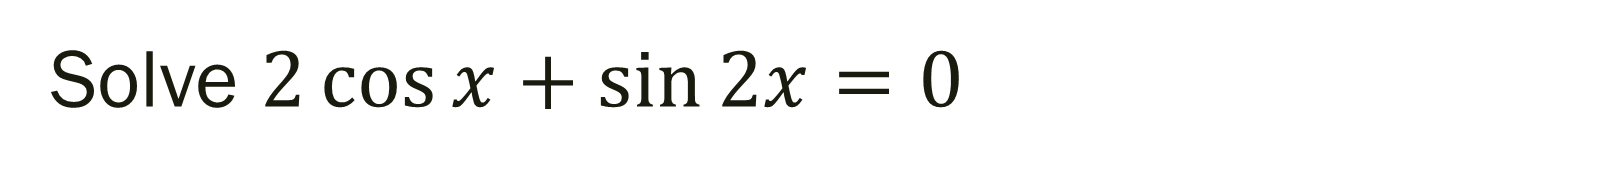 Solve 2 cos x + sin 2x = 0